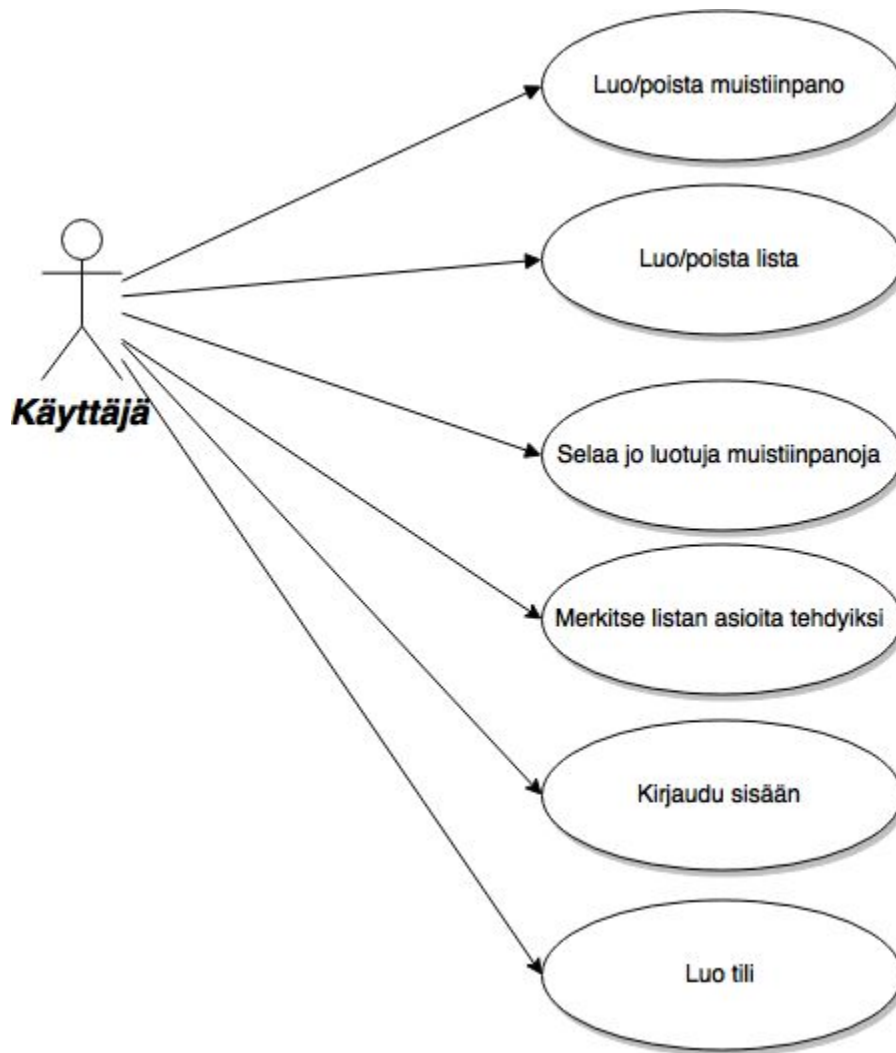 Luo/poista muistiinpano
Luo/poista lista
Käyttäjä
Selaa jo luotuja muistiinpanoja
Merkitse listan asioita tehdyiksi
Kirjaudu sisään
Luo tili